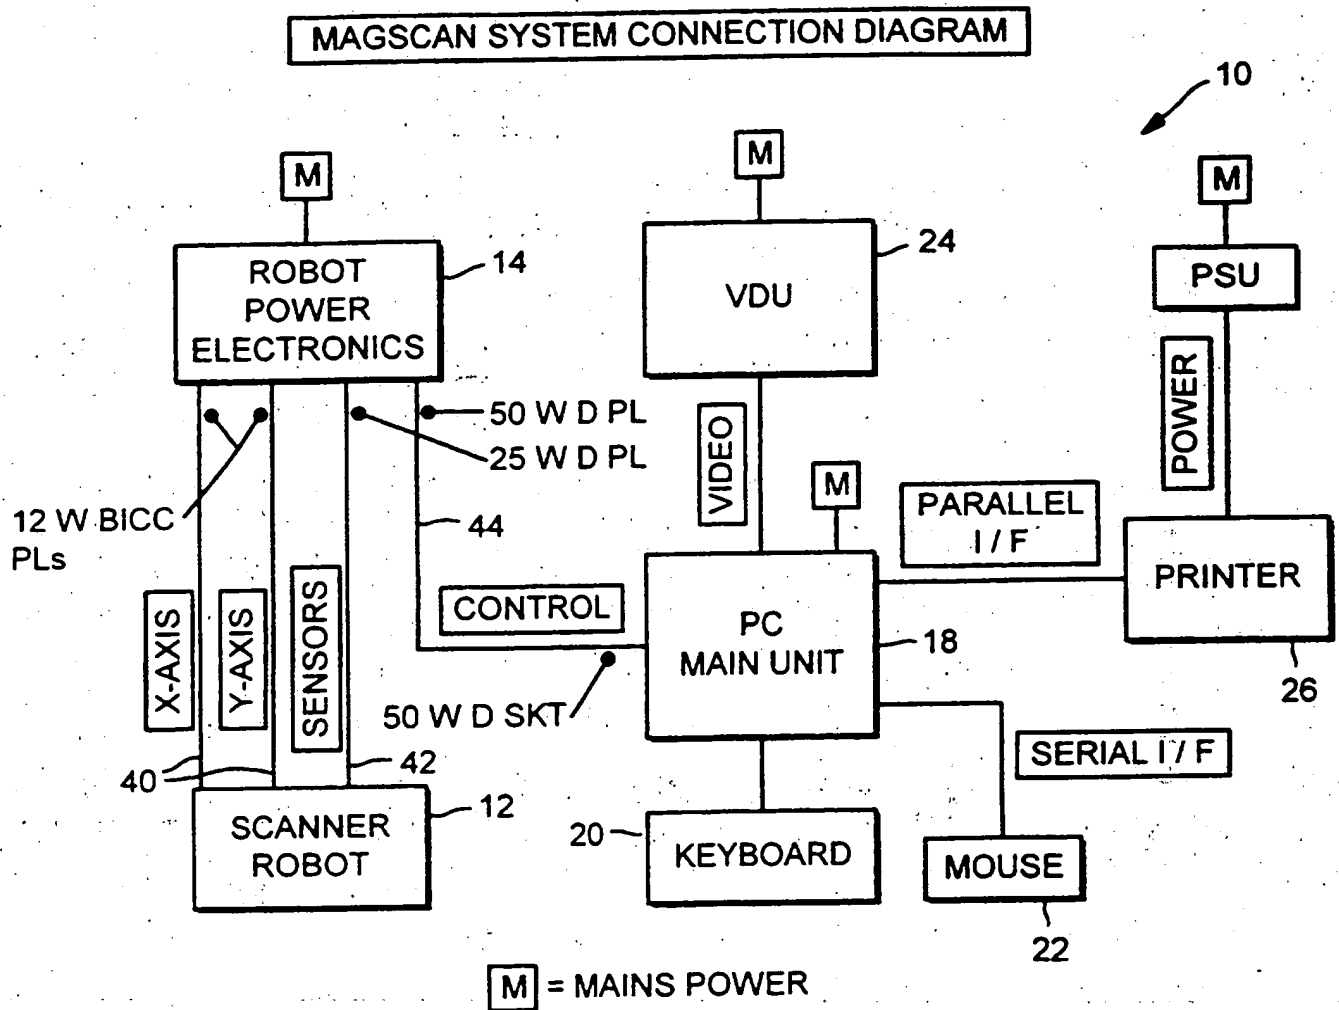 MAGSCAN SYSTEM CONNECTION DIAGRAM
10
M
M
M
ROBOT
POWER
ELECTRONICS
14
VDU
24
PSU
POWER
50 W D PL
25 W D PL
12 W BICC
PLs
44
VIDEO
M
PARALLEL
I / F
PRINTER
26
X-AXIS
Y-AXIS
SENSORS
CONTROL
50 W D SKT
PC
MAIN UNIT
18
SERIAL I / F
40
42
SCANNER
ROBOT
12
20
KEYBOARD
MOUSE
22
M = MAINS POWER